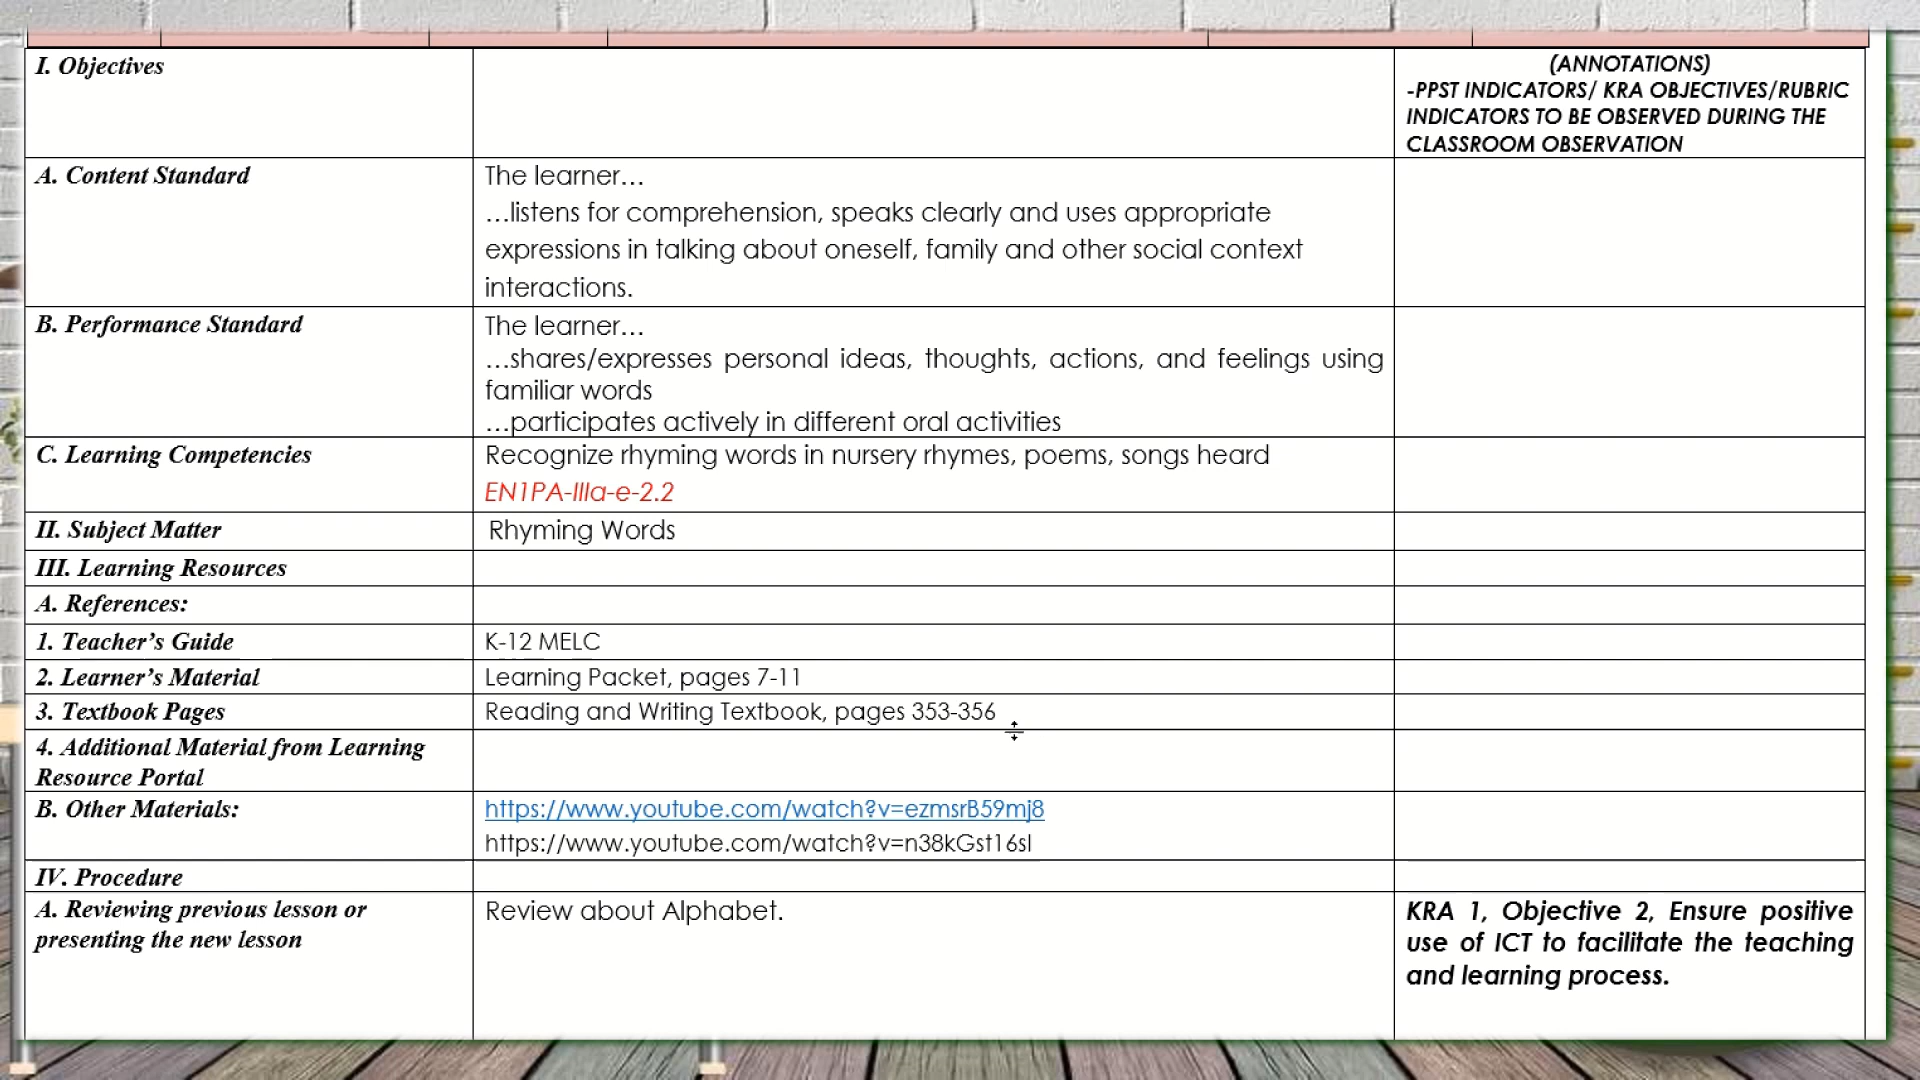 I. Objectives
(ANNOTATIONS)
-PPST INDICATORS/ KRA OBJECTIVES/RUBRIC
INDICATORS TO BE OBSERVED DURING THE
CLASSROOM OBSERVATION
A. Content Standard
The learner…
…listens for comprehension, speaks clearly and uses appropriate
expressions in talking about oneself, family and other social context
interactions.
B. Performance Standard
The learner…
…shares/expresses personal ideas, thoughts, actions, and feelings using
familiar words
…participates actively in different oral activities
C. Learning Competencies
Recognize rhyming words in nursery rhymes, poems, songs heard
EN1PA-IIIa-e-2.2
II. Subject Matter
Rhyming Words
III. Learning Resources
A. References:
1. Teacher’s Guide
K-12 MELC
2. Learner’s Material
Learning Packet, pages 7-11
3. Textbook Pages
Reading and Writing Textbook, pages 353-356
4. Additional Material from Learning
Resource Portal
B. Other Materials:
https://www.youtube.com/watch?v=ezmsrB59mj8
https://www.youtube.com/watch?v=n38kGst16sI
IV. Procedure
A. Reviewing previous lesson or
presenting the new lesson
Review about Alphabet.
KRA 1, Objective 2, Ensure positive
use of ICT to facilitate the teaching
and learning process.